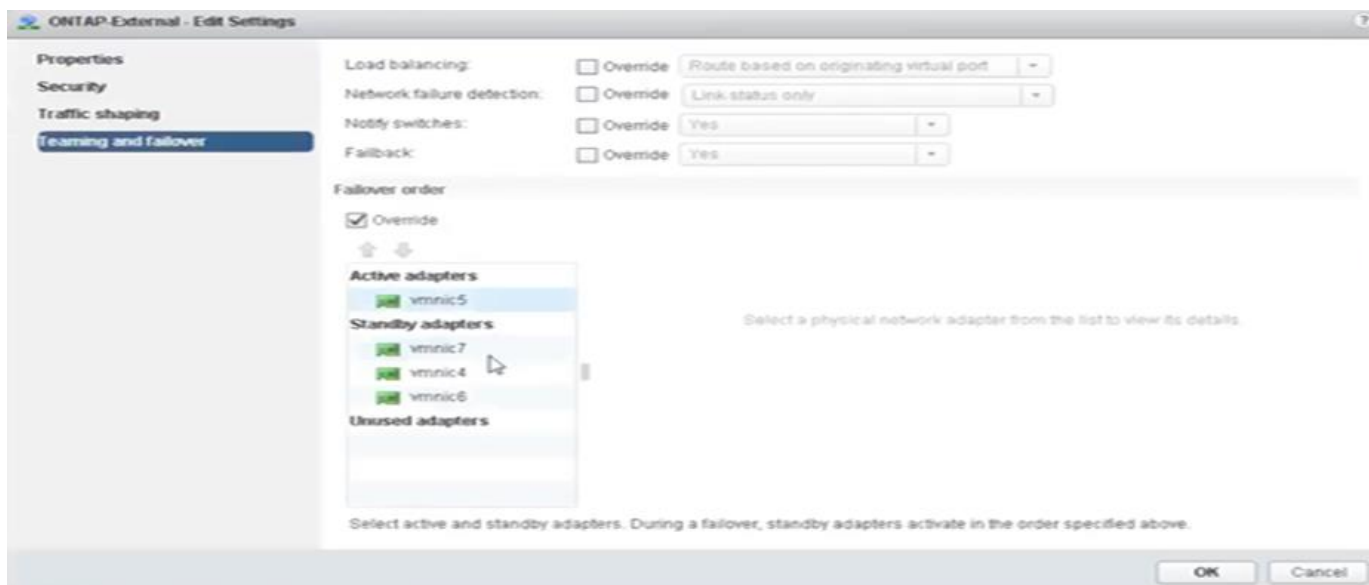 ONTAP-External - Edit Settings
?
Properties
Security
Traffic shaping
Teaming and failover
Load balancing: Override Route based on originating virtual port
Network failure detection: Override Link status only
Notify switches: Override Yes
Failback: Override Yes
Failover order
Override
Active adapters
vmnic5
Standby adapters
vmnic7
vmnic4
vmnic6
Unused adapters
Select a physical network adapter from the list to view its details.
Select active and standby adapters. During a failover, standby adapters activate in the order specified above.
OK Cancel